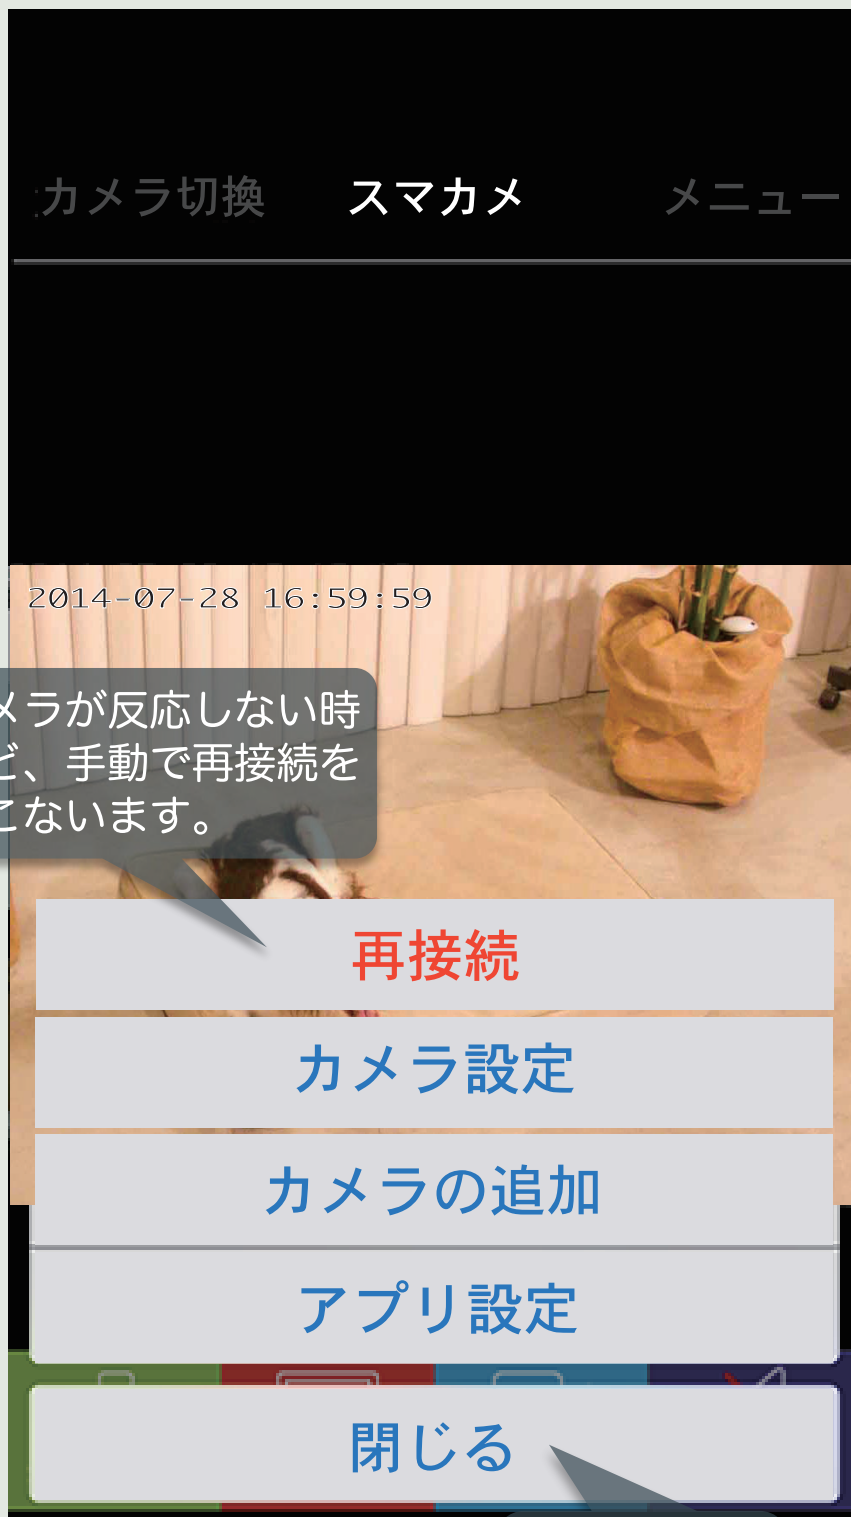 カメラ切換 スマカメ メニュー
2014-07-28 16:59:59
メラが反応しない時
ど、手動で再接続を
こないます。
再接続
カメラ設定
カメラの追加
アプリ設定
閉じる